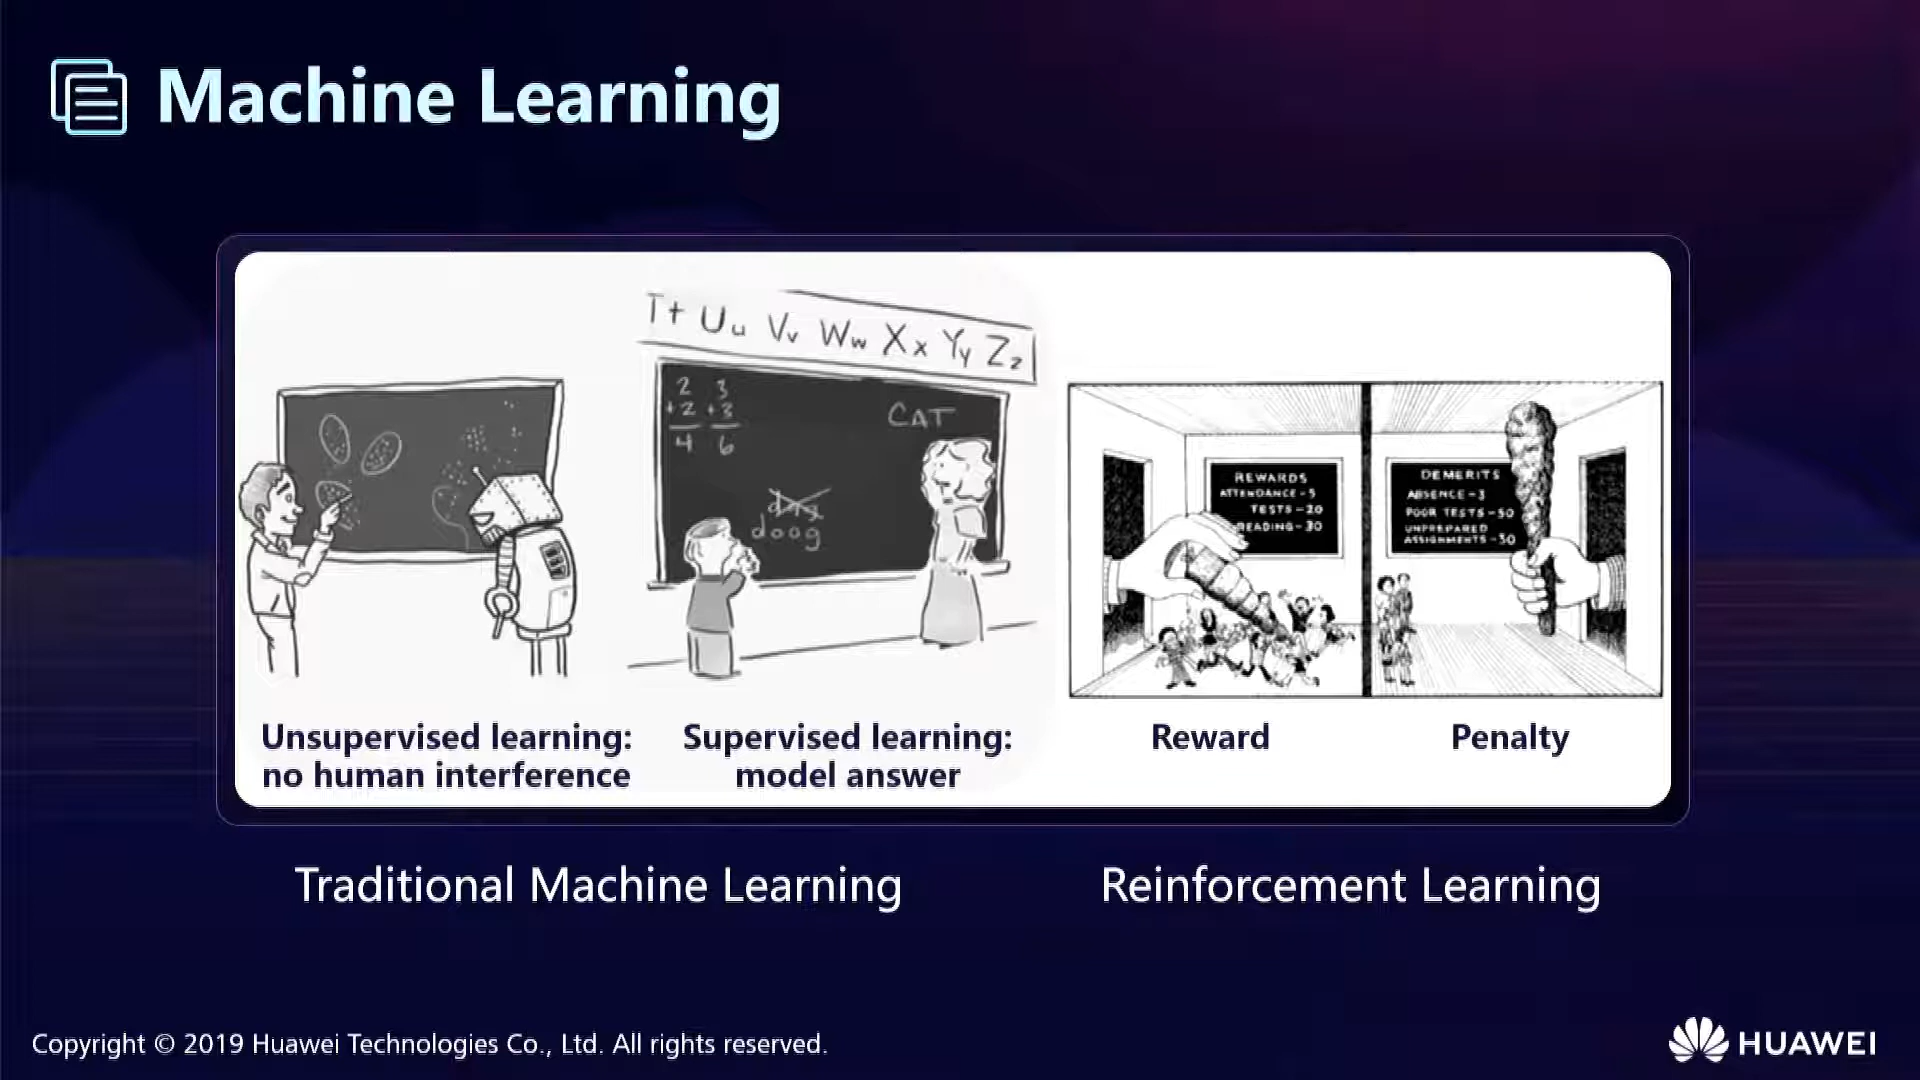 Machine Learning
T+ Uu Vv Ww Xx Yy Zz
2 3
+2 +3
4 6
CAT
doog
REWARDS
ATTENDANCE - 5
TESTS - 20
READING - 30
DEMERITS
ABSENCE - 3
POOR TESTS - 50
UNPREPARED
ASSIGNMENTS - 30
Unsupervised learning:
no human interference
Supervised learning:
model answer
Reward
Penalty
Traditional Machine Learning
Reinforcement Learning
Copyright © 2019 Huawei Technologies Co., Ltd. All rights reserved.
HUAWEI